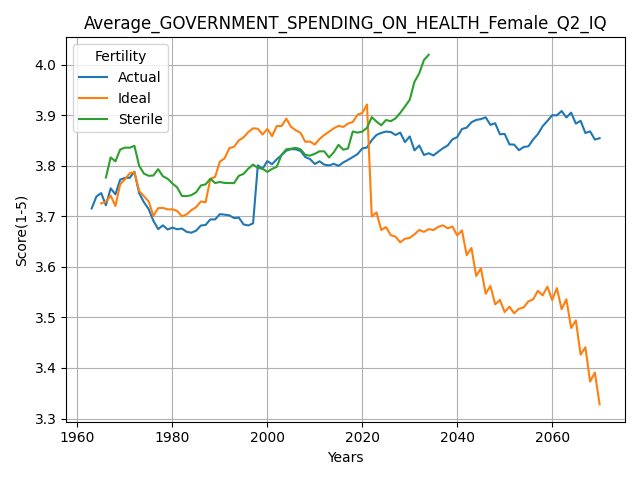 Average_GOVERNMENT_SPENDING_ON_HEALTH_Female_Q2_IQ
Fertility
Actual
Ideal
Sterile
Score(1-5)
4.0
3.9
3.8
3.7
3.6
3.5
3.4
3.3
1960
1980
2000
2020
2040
2060
Years